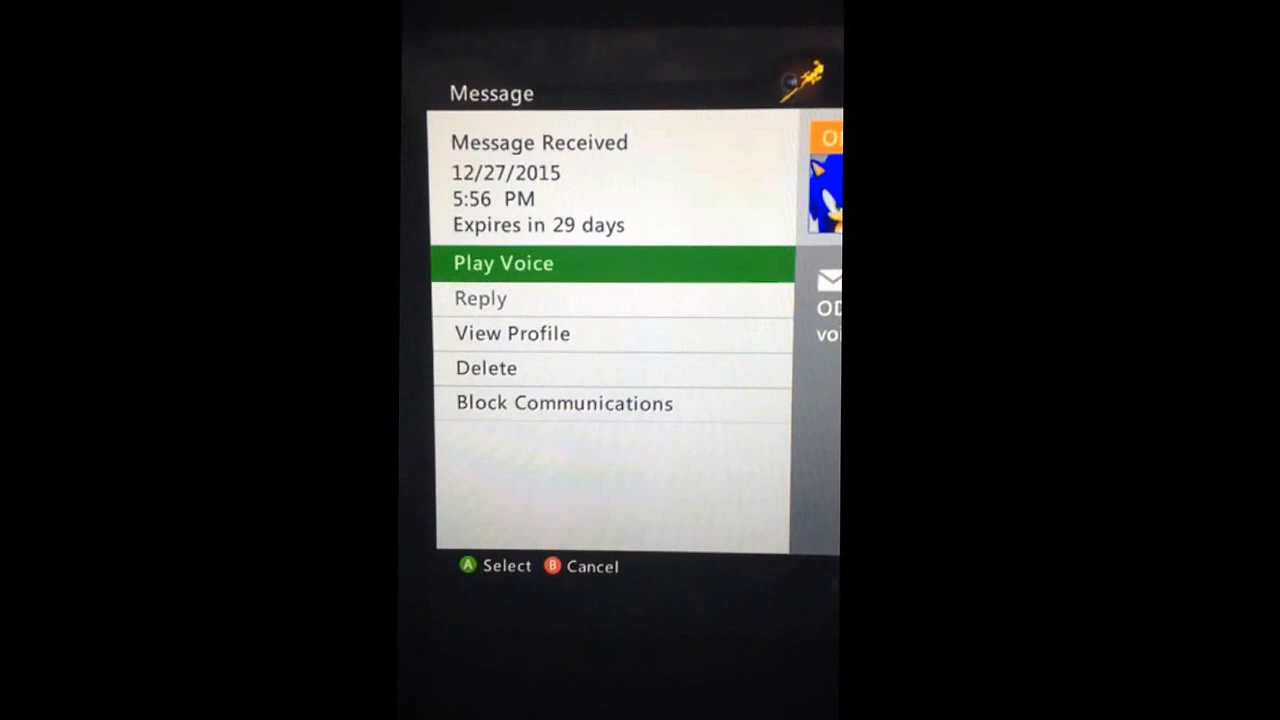 Message
Message Received
12/27/2015
5:56 PM
Expires in 29 days
Play Voice
Reply
View Profile
Delete
Block Communications
A Select B Cancel